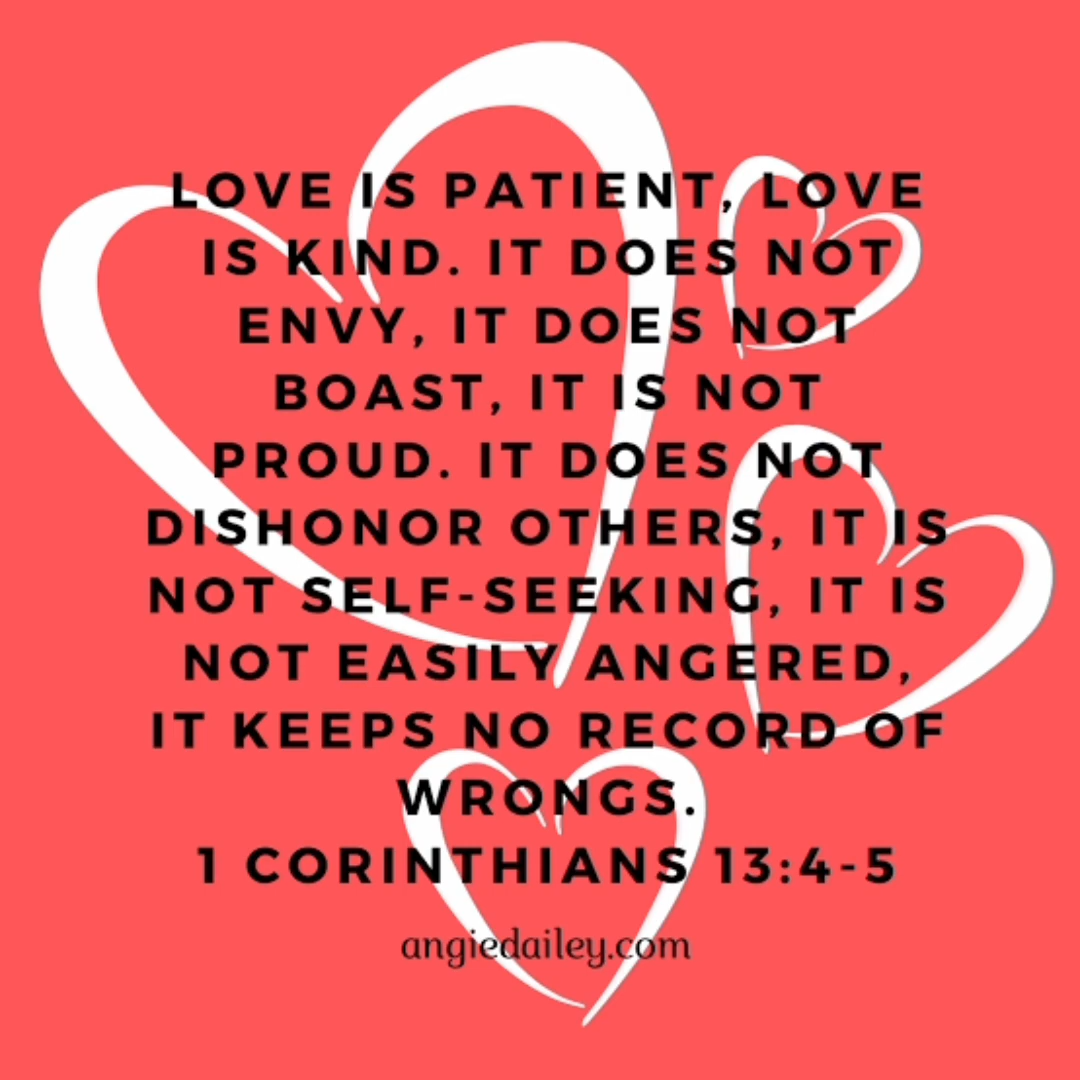 LOVE IS PATIENT, LOVE
IS KIND. IT DOES NOT
ENVY, IT DOES NOT
BOAST, IT IS NOT
PROUD. IT DOES NOT
DISHONOR OTHERS, IT IS
NOT SELF-SEEKING, IT IS
NOT EASILY ANGERED,
IT KEEPS NO RECORD OF
WRONGS.
1 CORINTHIANS 13:4-5
angiedailey.com